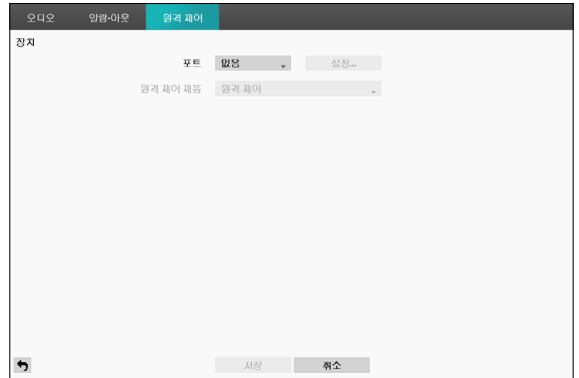 오디오 알람-아웃 원격 제어
장치
포트 없음 설정...
원격 제어 제품 원격 제어
저장 취소